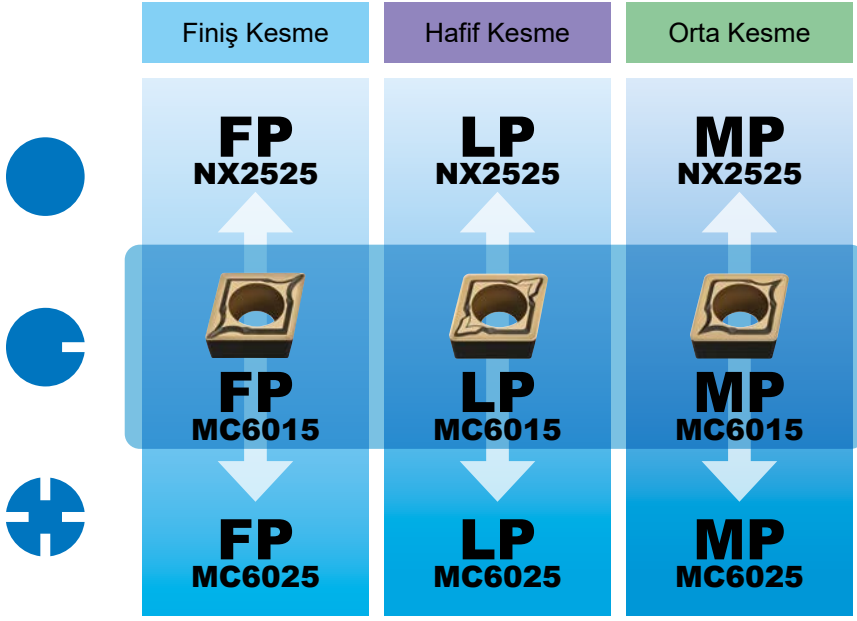 Finiş Kesme
Hafif Kesme
Orta Kesme
FP
NX2525
LP
NX2525
MP
NX2525
FP
MC6015
LP
MC6015
MP
MC6015
FP
MC6025
LP
MC6025
MP
MC6025